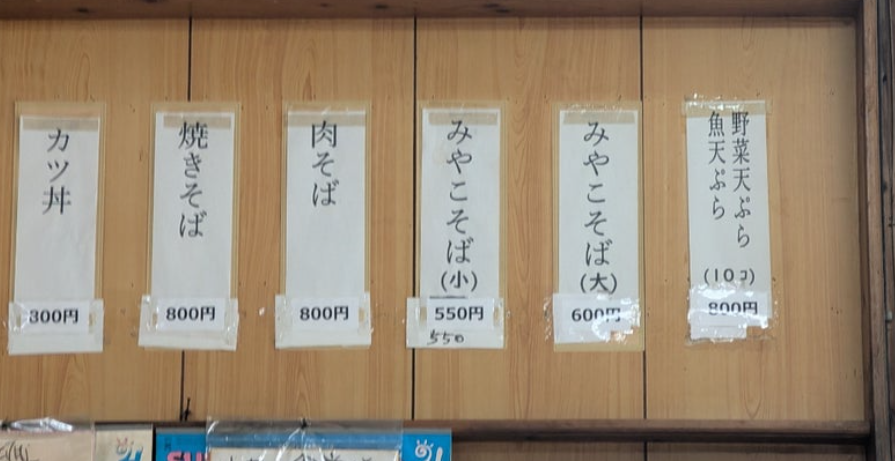 野菜天ぷら
魚天ぷら
(10コ)
800円
みやこそば(大)
600円
みやこそば(小)
550円
550
肉そば
800円
焼きそば
800円
カツ丼
800円